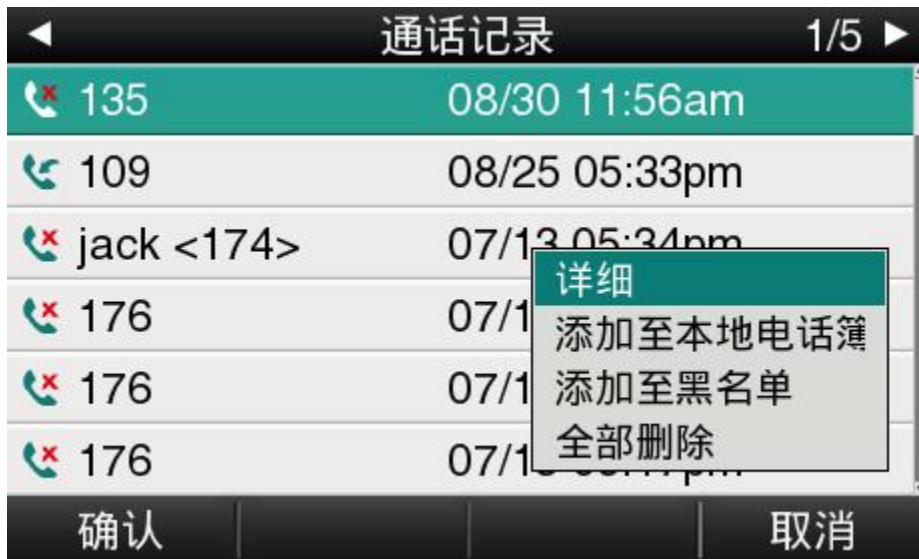 通话记录 1/5
135 08/30 11:56am
109 08/25 05:33pm
jack <174> 07/13 05:34pm
详细
176 07/1
添加至本地电话簿
176 07/1
添加至黑名单
176 07/1
全部删除
确认 取消